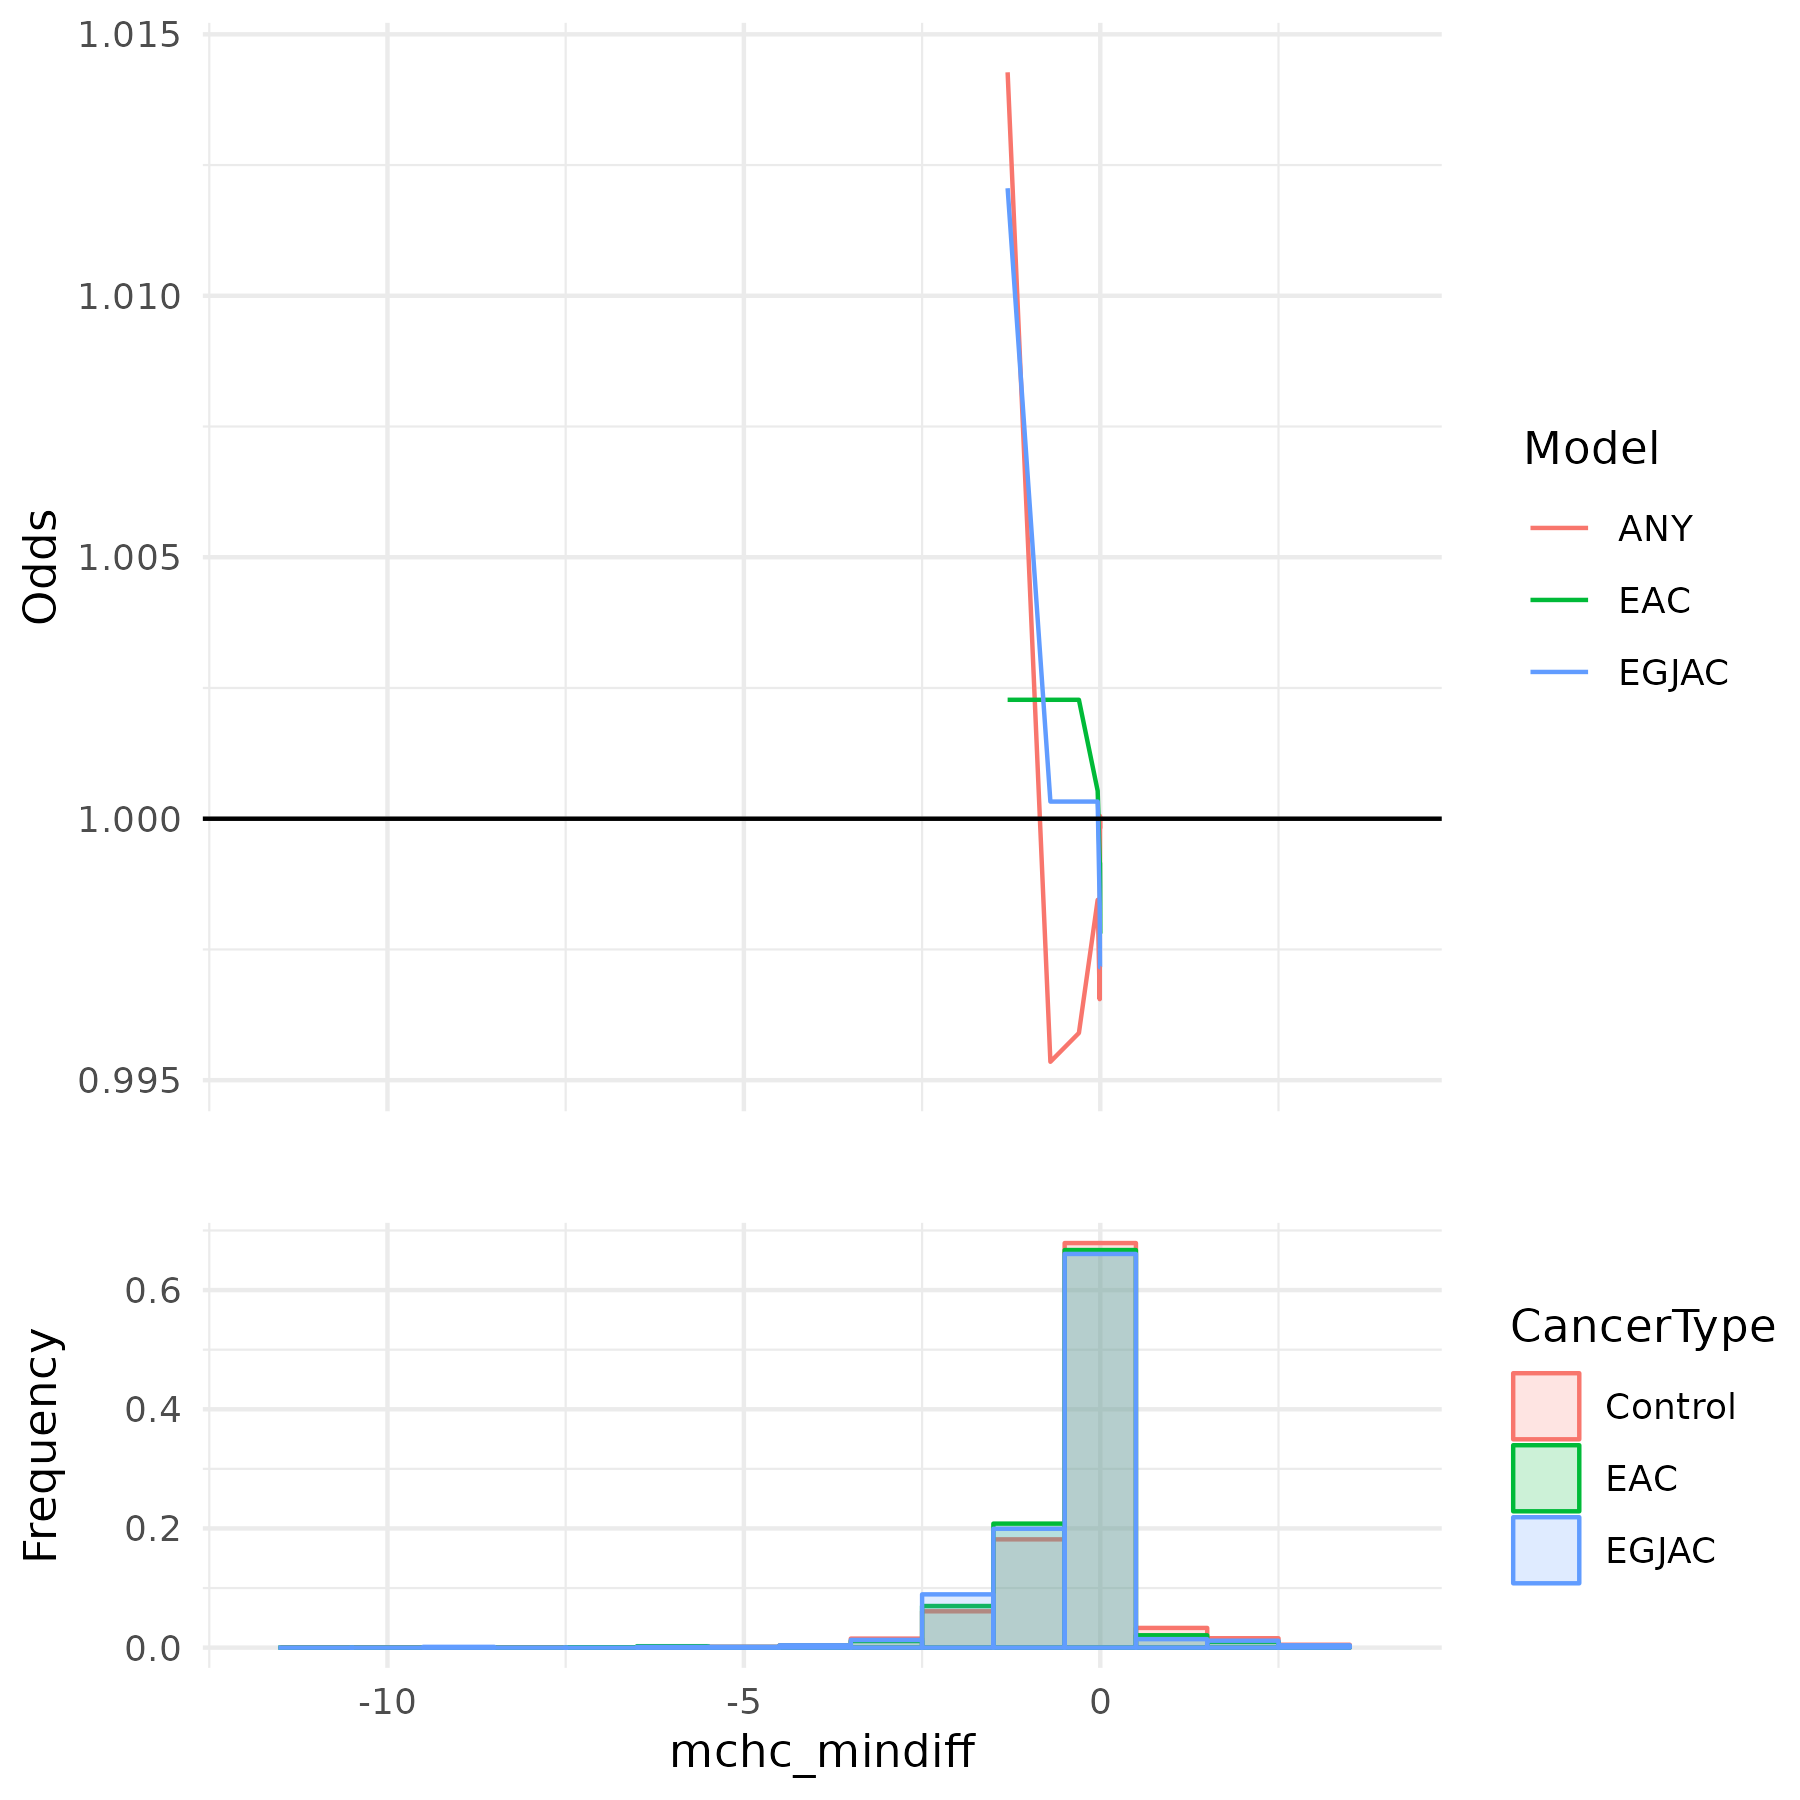 1.015
1.010
1.005
1.000
0.995
Odds
Model
ANY
EAC
EGJAC
0.6
0.4
0.2
0.0
Frequency
-10
-5
0
mchc_mindiff
CancerType
Control
EAC
EGJAC